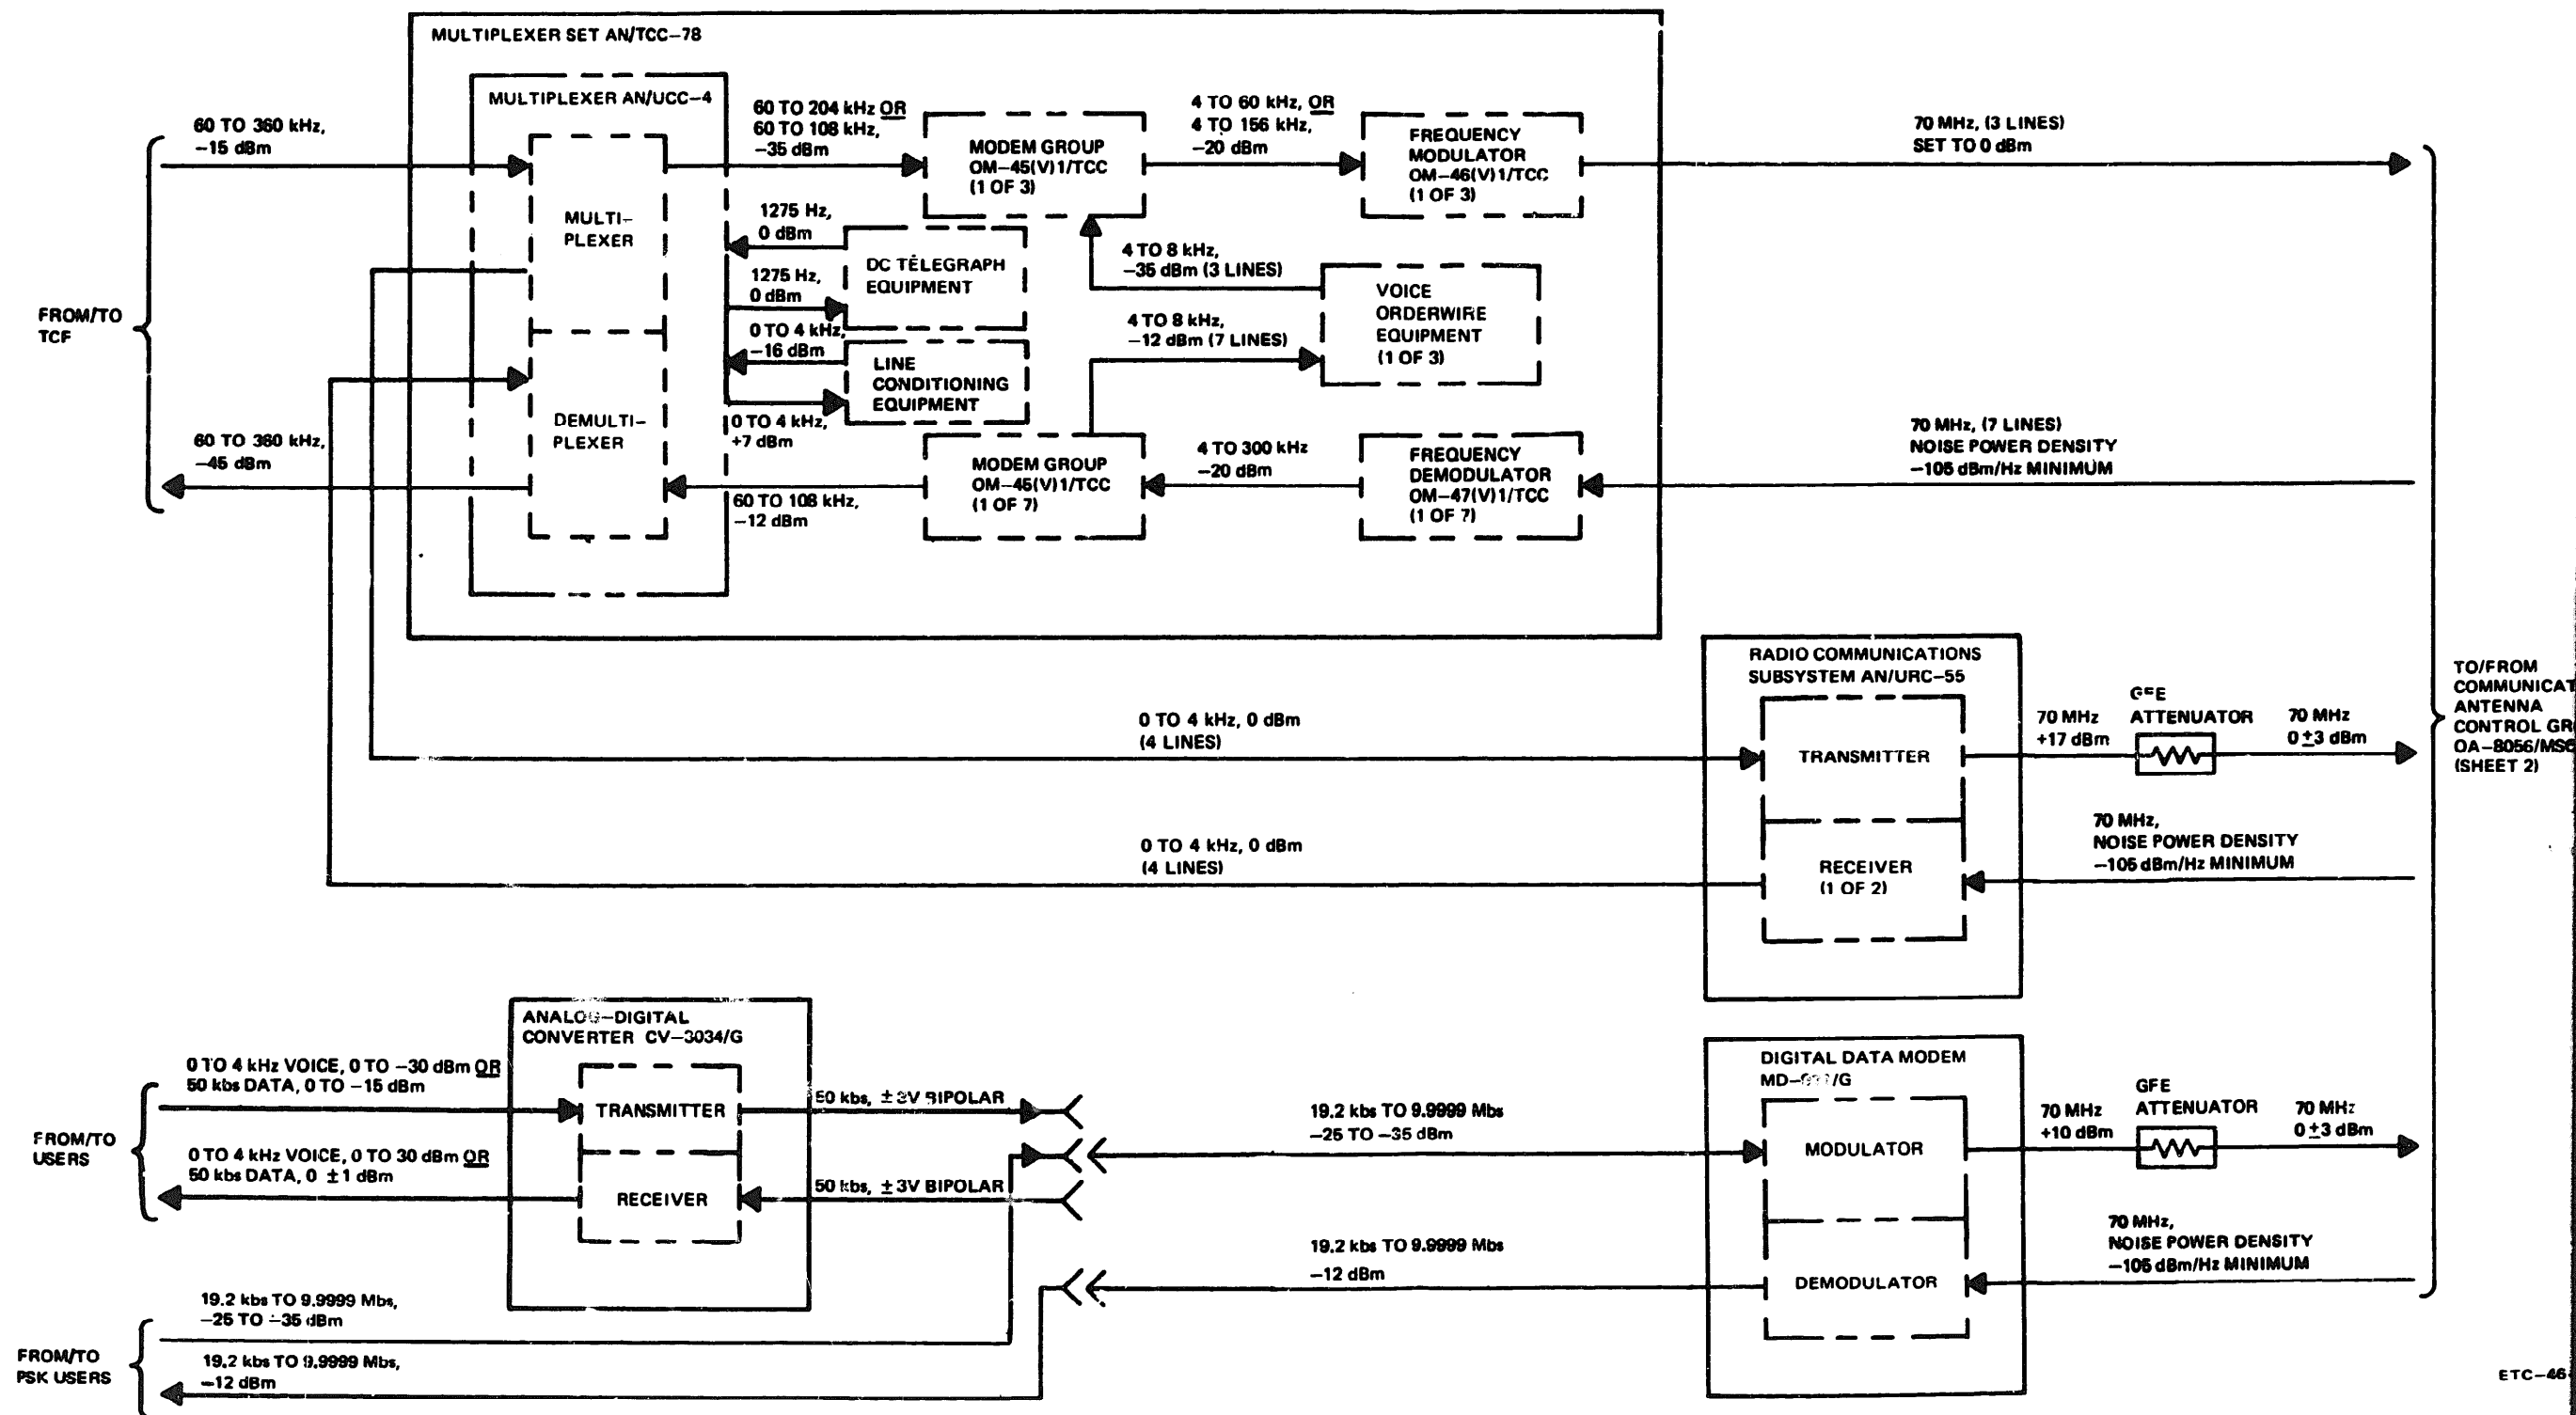 MULTIPLEXER SET AN/TCC-78
MULTIPLEXER AN/UCC-4
60 TO 360 kHz,
-15 dBm
MULTI-
PLEXER
DEMULTI-
PLEXER
60 TO 360 kHz,
-45 dBm
FROM/TO
TCF
60 TO 204 kHz OR
60 TO 108 kHz,
-35 dBm
MODEM GROUP
OM-45(V)1/TCC
(1 OF 3)
4 TO 60 kHz, OR
4 TO 156 kHz,
-20 dBm
FREQUENCY
MODULATOR
OM-46(V)1/TCC
(1 OF 3)
70 MHz, (3 LINES)
SET TO 0 dBm
1275 Hz,
0 dBm
1275 Hz,
0 dBm
DC TELEGRAPH
EQUIPMENT
0 TO 4 kHz,
-16 dBm
LINE
CONDITIONING
EQUIPMENT
0 TO 4 kHz,
+7 dBm
4 TO 8 kHz,
-35 dBm (3 LINES)
4 TO 8 kHz,
-12 dBm (7 LINES)
VOICE
ORDERWIRE
EQUIPMENT
(1 OF 3)
60 TO 108 kHz,
-12 dBm
MODEM GROUP
OM-45(V)1/TCC
(1 OF 7)
4 TO 300 kHz
-20 dBm
FREQUENCY
DEMODULATOR
OM-47(V)1/TCC
(1 OF 7)
70 MHz, (7 LINES)
NOISE POWER DENSITY
-105 dBm/Hz MINIMUM
RADIO COMMUNICATIONS
SUBSYSTEM AN/URC-55
0 TO 4 kHz, 0 dBm
(4 LINES)
TRANSMITTER
70 MHz
+17 dBm
GFE
ATTENUATOR
70 MHz
0 ±3 dBm
0 TO 4 kHz, 0 dBm
(4 LINES)
RECEIVER
(1 OF 2)
70 MHz,
NOISE POWER DENSITY
-105 dBm/Hz MINIMUM
TO/FROM
COMMUNICAT
ANTENNA
CONTROL GR
OA-8056/MSC
(SHEET 2)
ANALOG-DIGITAL
CONVERTER CV-3034/G
0 TO 4 kHz VOICE, 0 TO -30 dBm OR
50 kbs DATA, 0 TO -15 dBm
TRANSMITTER
50 kbs, ±3V BIPOLAR
FROM/TO
USERS
0 TO 4 kHz VOICE, 0 TO 30 dBm OR
50 kbs DATA, 0 ±1 dBm
RECEIVER
50 kbs, ±3V BIPOLAR
19.2 kbs TO 9.9999 Mbs
-25 TO -35 dBm
19.2 kbs TO 9.9999 Mbs
-12 dBm
DIGITAL DATA MODEM
MODULATOR
DEMODULATOR
70 MHz
+10 dBm
GFE
ATTENUATOR
70 MHz
0 ±3 dBm
70 MHz,
NOISE POWER DENSITY
-105 dBm/Hz MINIMUM
19.2 kbs TO 9.9999 Mbs,
-25 TO -35 dBm
FROM/TO
PSK USERS
19.2 kbs TO 9.9999 Mbs,
-12 dBm
ETC-46